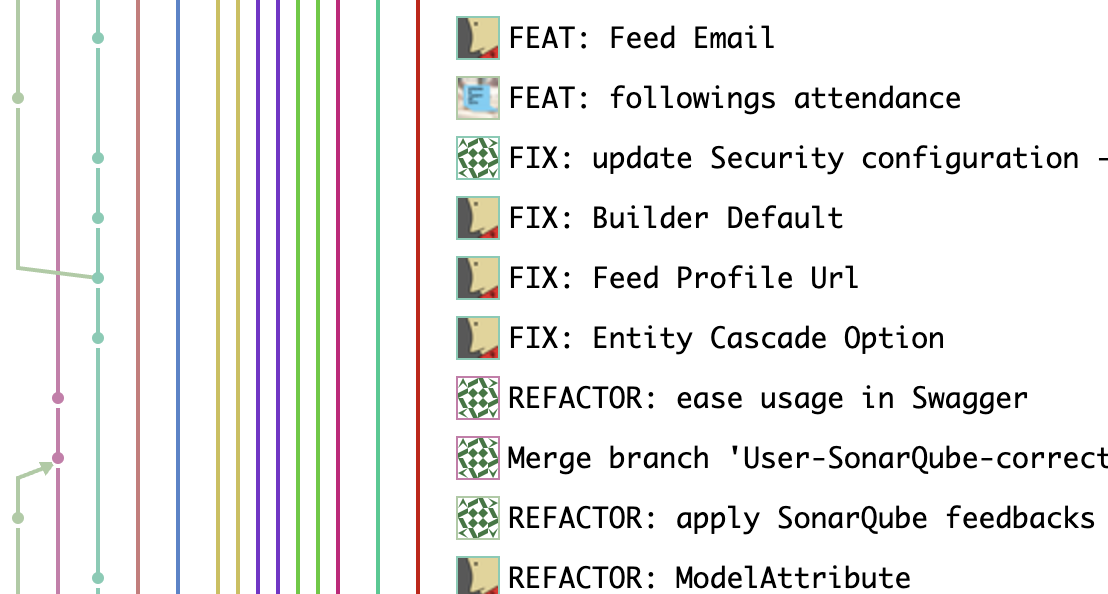 FEAT: Feed Email
FEAT: followings attendance
FIX: update Security configuration -
FIX: Builder Default
FIX: Feed Profile Url
FIX: Entity Cascade Option
REFACTOR: ease usage in Swagger
Merge branch 'User-SonarQube-correct
REFACTOR: apply SonarQube feedbacks
REFACTOR: ModelAttribute